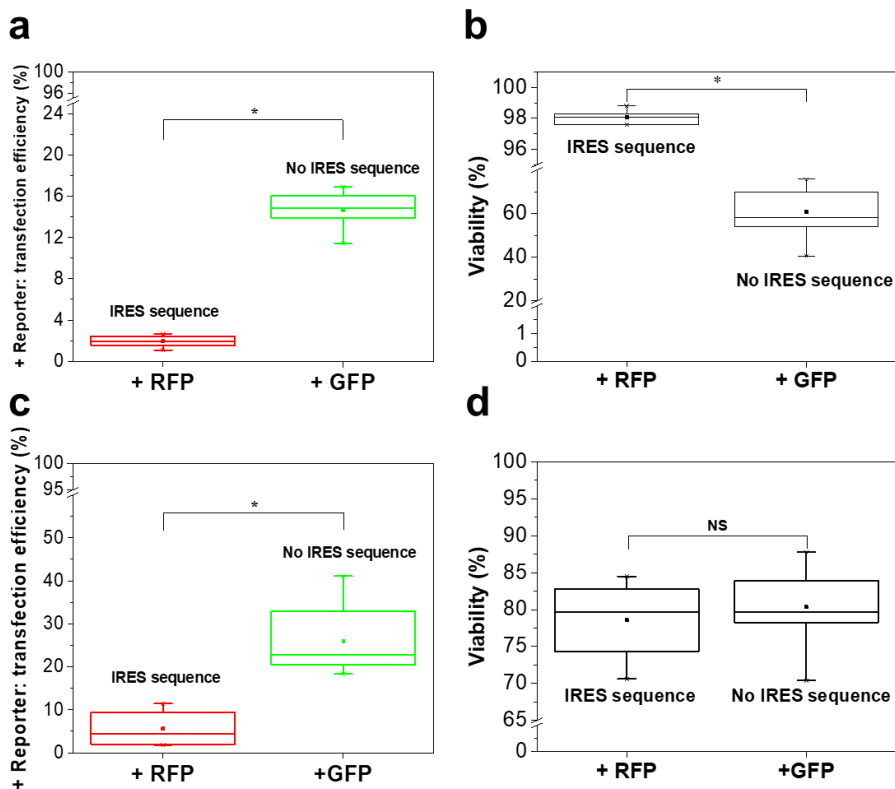 a
+ Reporter: transfection efficiency (%)
100
96
24
20
16
12
8
4
2
0
*
No IRES sequence
IRES sequence
+ RFP
+ GFP
b
Viability (%)
100
98
96
60
40
20
1
0
*
IRES sequence
No IRES sequence
+ RFP
+ GFP
c
+ Reporter: transfection efficiency (%)
100
95
50
40
30
20
10
0
*
No IRES sequence
IRES sequence
+ RFP
+GFP
d
Viability (%)
100
95
90
85
80
75
70
65
0
NS
IRES sequence
No IRES sequence
+ RFP
+GFP